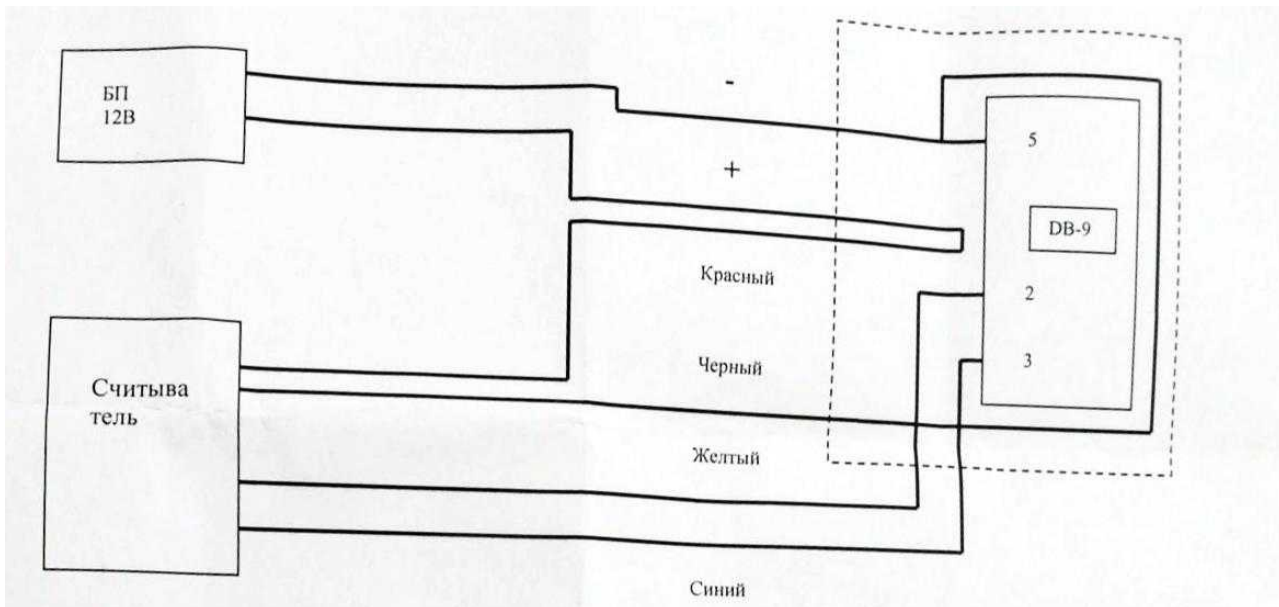 БП
12В
-
+
5
DB-9
Красный
2
Черный
3
Считыва
тель
Желтый
Синий